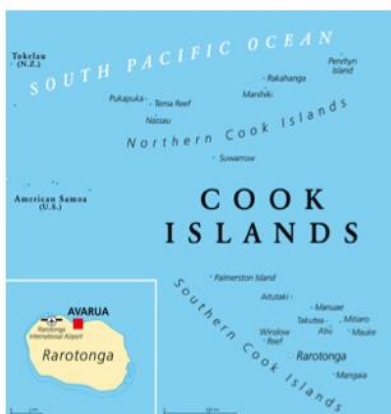 SOUTH PACIFIC OCEAN
Tokelau
(N.Z.)
Penrhyn
Island
Rakahanga
Manihiki
Pukapuka
Tema Reef
Nassau
Northern Cook Islands
Suwarrow
American Samoa
(U.S.)
COOK
ISLANDS
Palmerston Island
Aitutaki
Manuae
Takutea
Mitiaro
Atiu
Mauke
Winslow
Reef
Rarotonga
Mangaia
Southern Cook Islands
AVARUA
Rarotonga
International Airport
Rarotonga